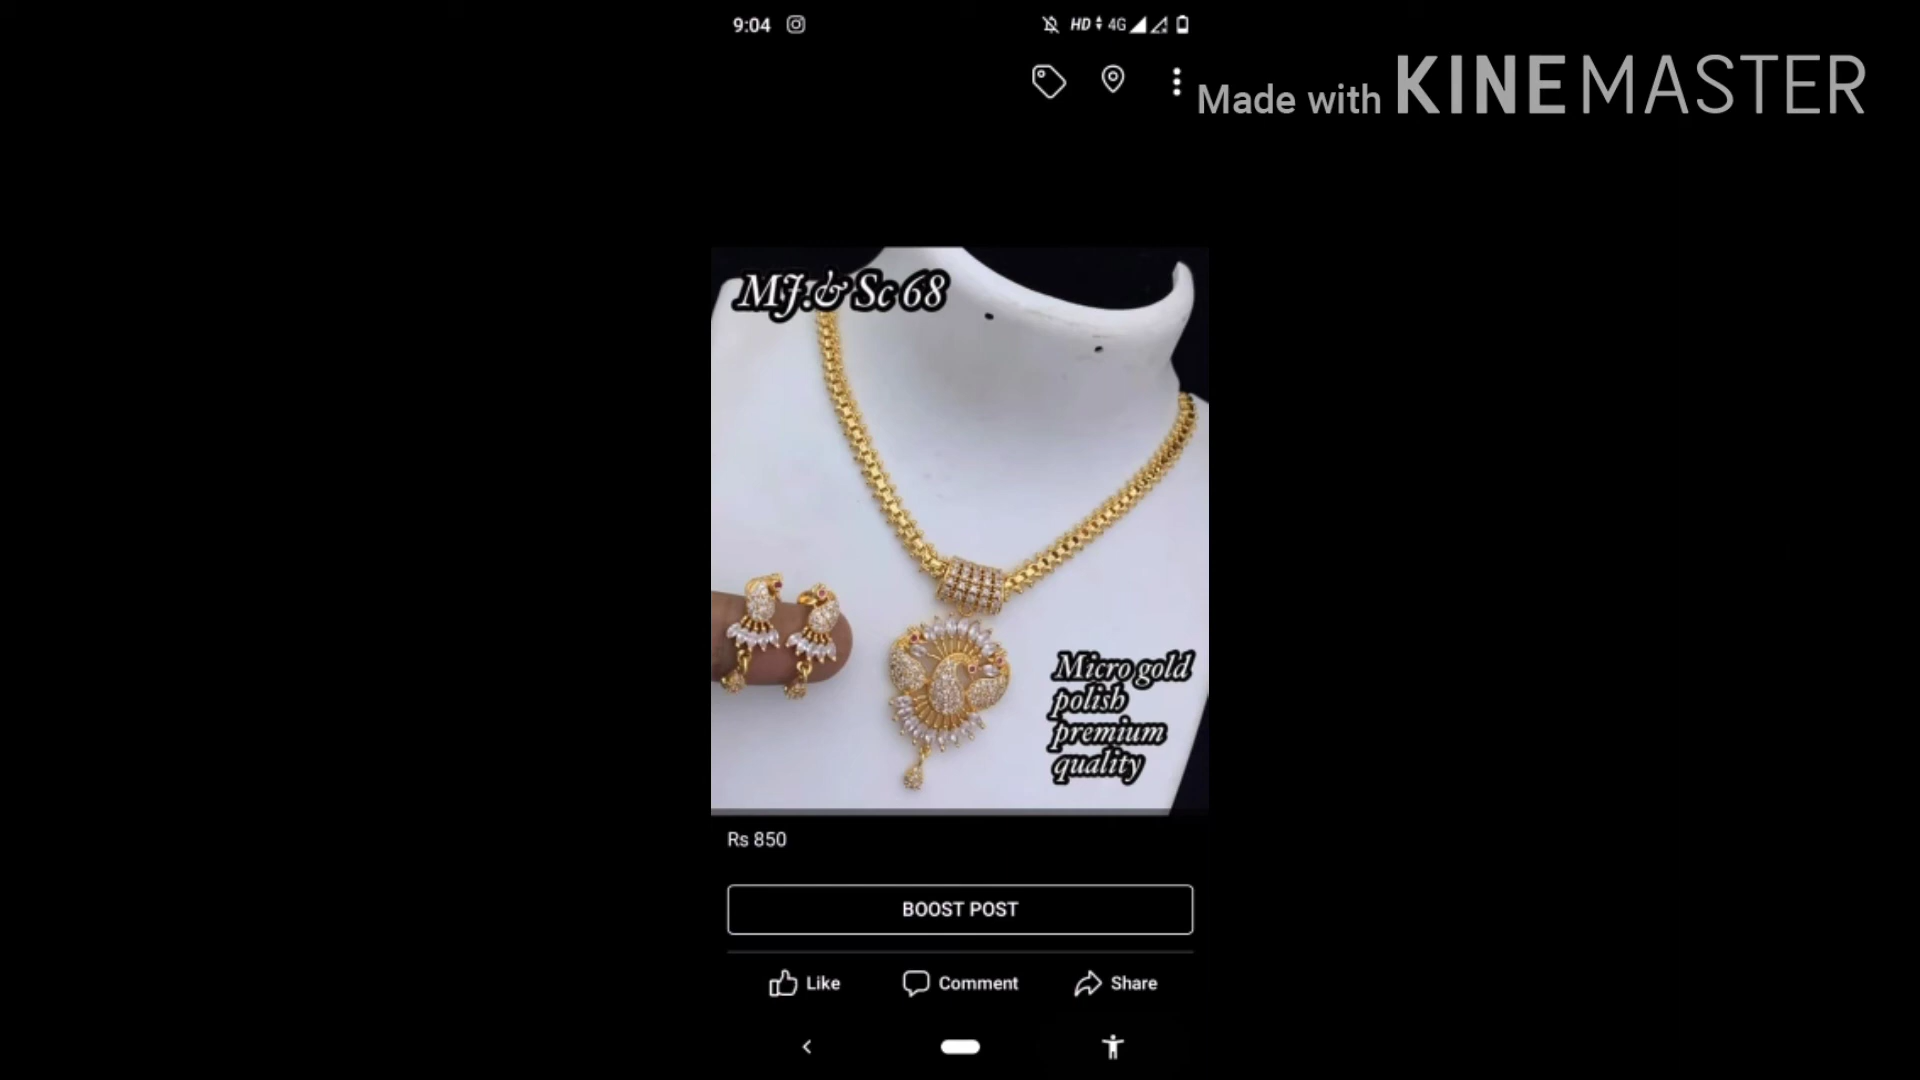 9:04
HD 4G
Made with KINEMASTER
MJ.& Sc 68
Micro gold
polish
premium
quality
Rs 850
BOOST POST
Like Comment Share